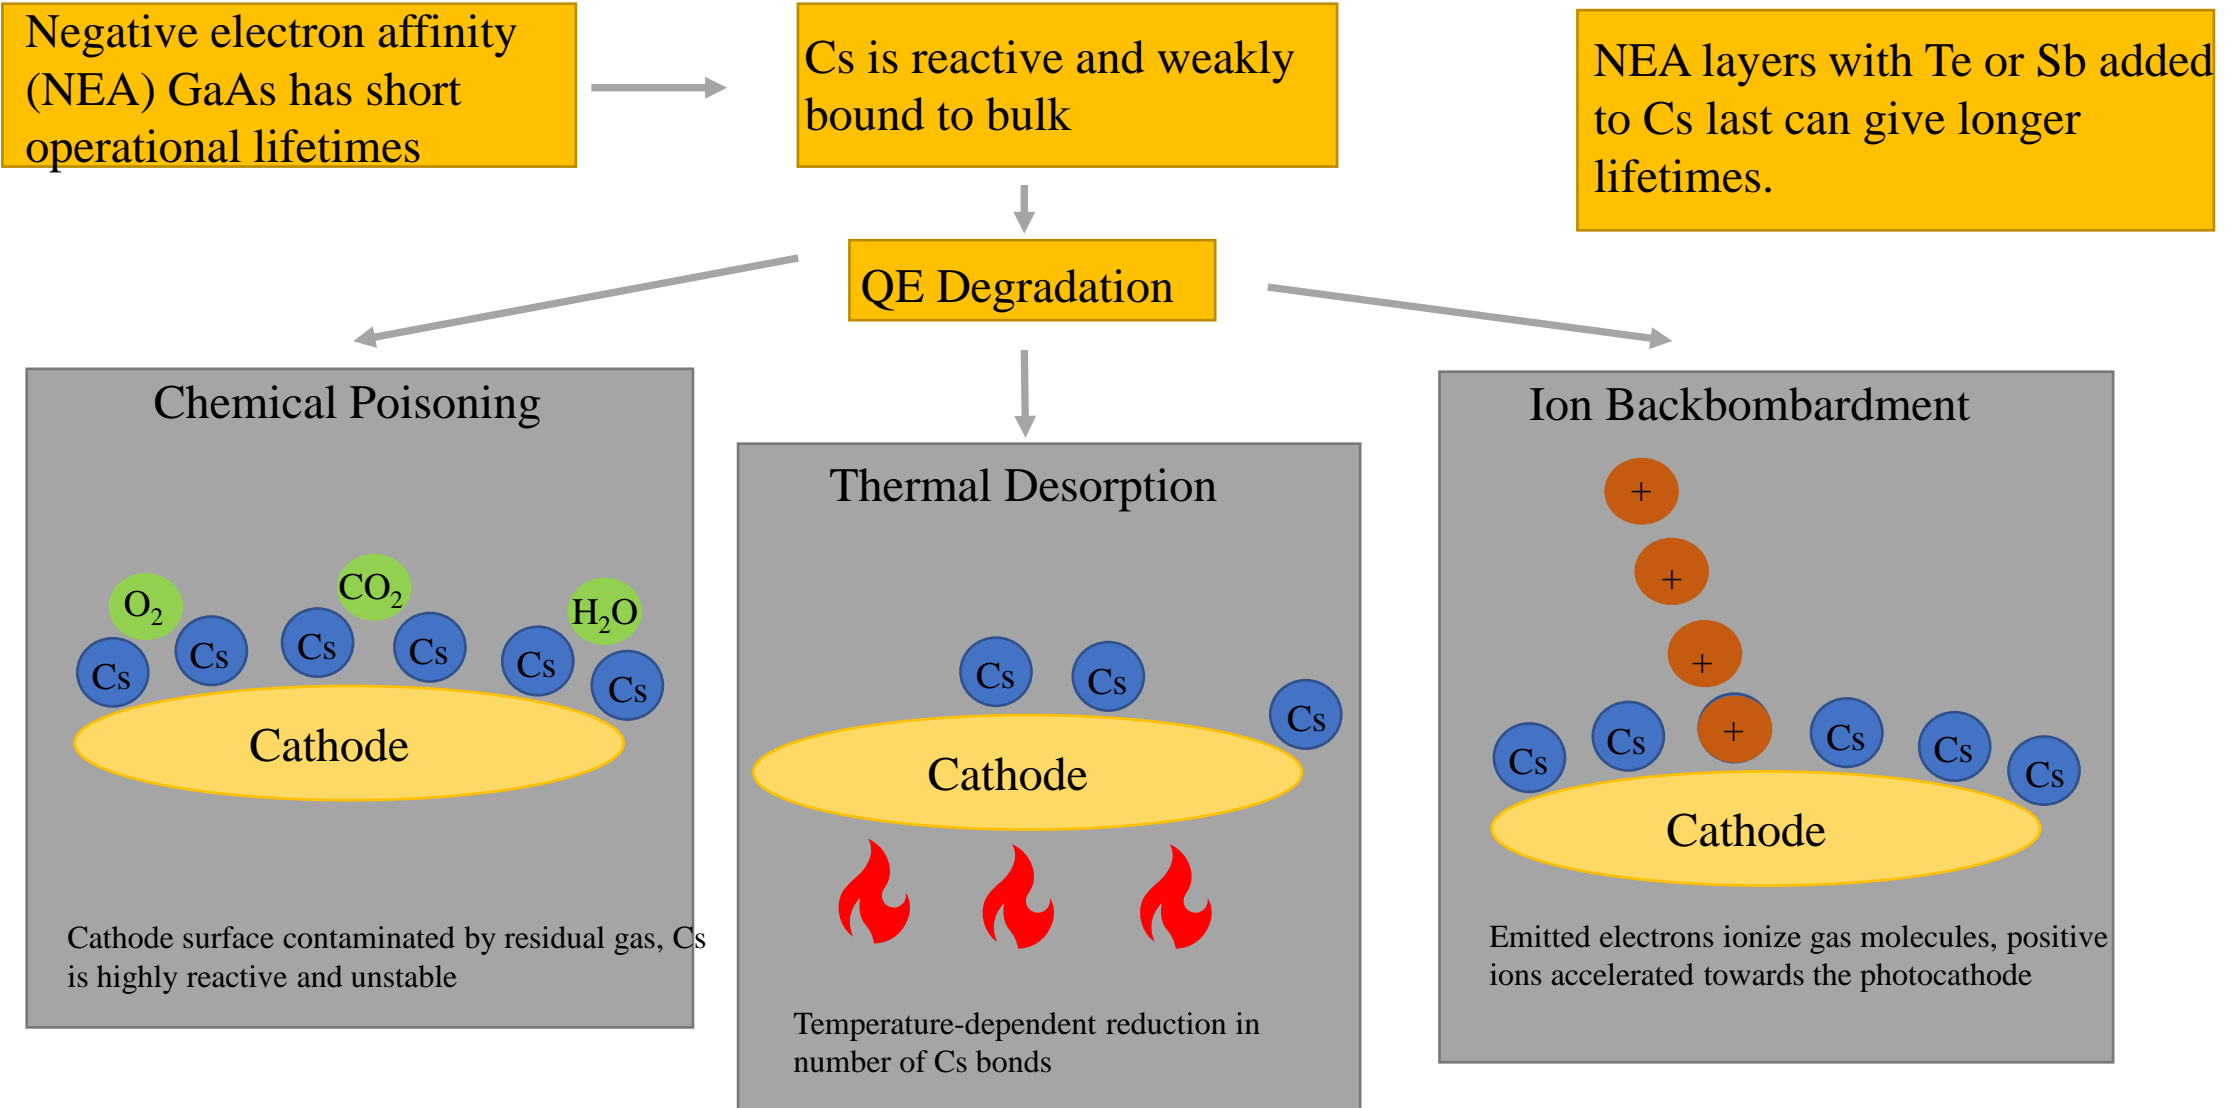 Negative electron affinity
(NEA) GaAs has short
operational lifetimes
Cs is reactive and weakly
bound to bulk
NEA layers with Te or Sb added
to Cs last can give longer
lifetimes.
QE Degradation
Chemical Poisoning
O₂
CO₂
H₂O
Cs
Cs
Cs
Cs
Cs
Cs
Cathode
Cathode surface contaminated by residual gas, Cs
is highly reactive and unstable
Thermal Desorption
Cs
Cs
Cs
Cathode
Temperature-dependent reduction in
number of Cs bonds
Ion Backbombardment
+
+
+
+
Cs
Cs
Cs
Cs
Cs
Cathode
Emitted electrons ionize gas molecules, positive
ions accelerated towards the photocathode